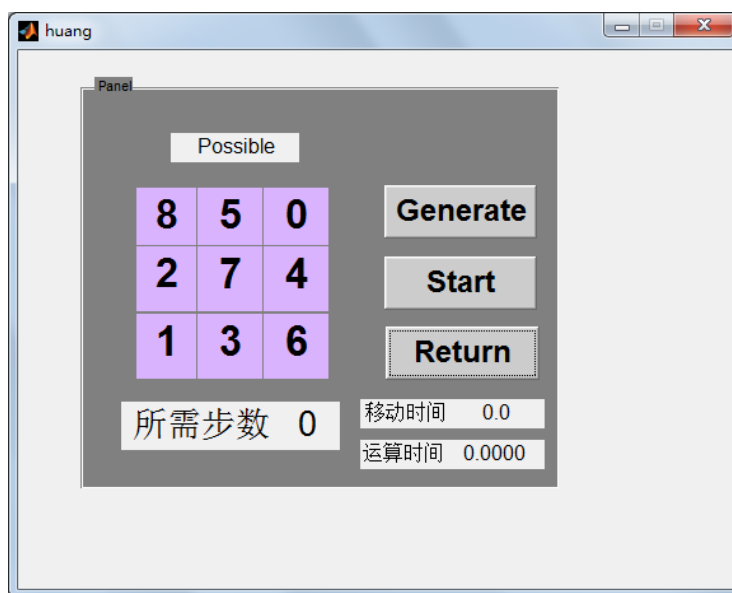 huang
Panel
Possible
8 5 0
2 7 4
1 3 6
Generate
Start
Return
所需步数 0
移动时间 0.0
运算时间 0.0000